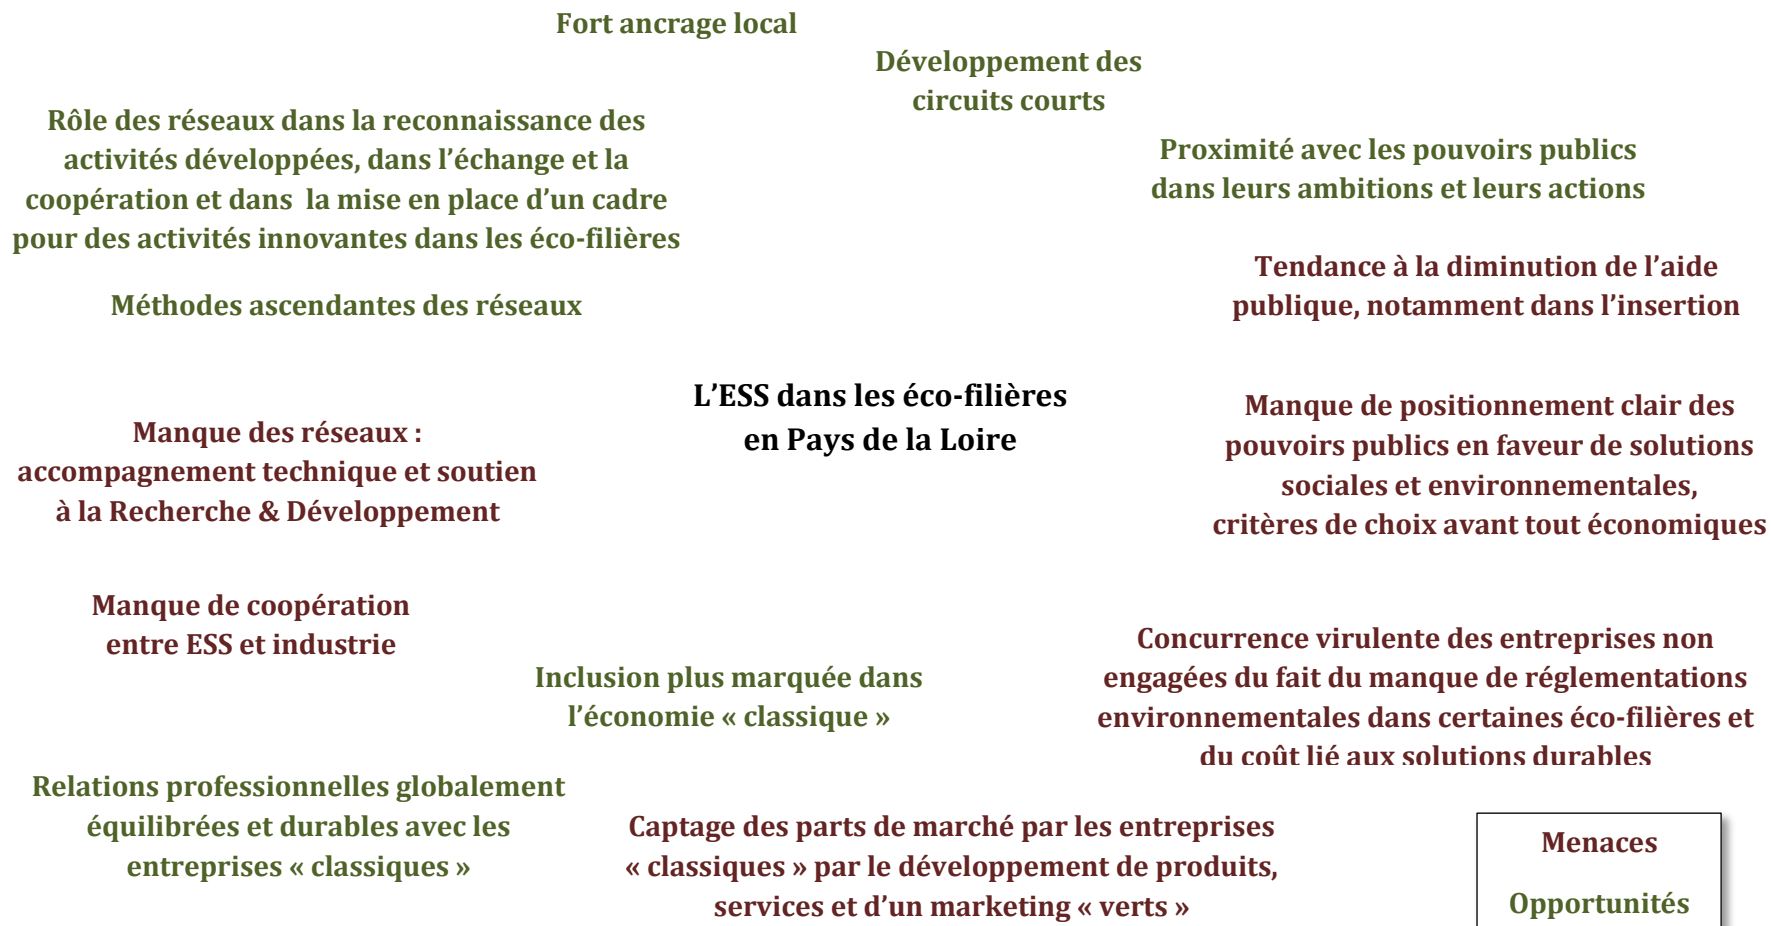 Fort ancrage local
Développement des
circuits courts
Rôle des réseaux dans la reconnaissance des
activités développées, dans l’échange et la
coopération et dans la mise en place d’un cadre
pour des activités innovantes dans les éco-filières
Proximité avec les pouvoirs publics
dans leurs ambitions et leurs actions
Tendance à la diminution de l’aide
publique, notamment dans l’insertion
Méthodes ascendantes des réseaux
L’ESS dans les éco-filières
en Pays de la Loire
Manque de positionnement clair des
pouvoirs publics en faveur de solutions
sociales et environnementales,
critères de choix avant tout économiques
Manque des réseaux :
accompagnement technique et soutien
à la Recherche & Développement
Manque de coopération
entre ESS et industrie
Concurrence virulente des entreprises non
engagées du fait du manque de réglementations
environnementales dans certaines éco-filières et
du coût lié aux solutions durables
Inclusion plus marquée dans
l’économie « classique »
Relations professionnelles globalement
équilibrées et durables avec les
entreprises « classiques »
Captage des parts de marché par les entreprises
« classiques » par le développement de produits,
services et d’un marketing « verts »
Menaces
Opportunités